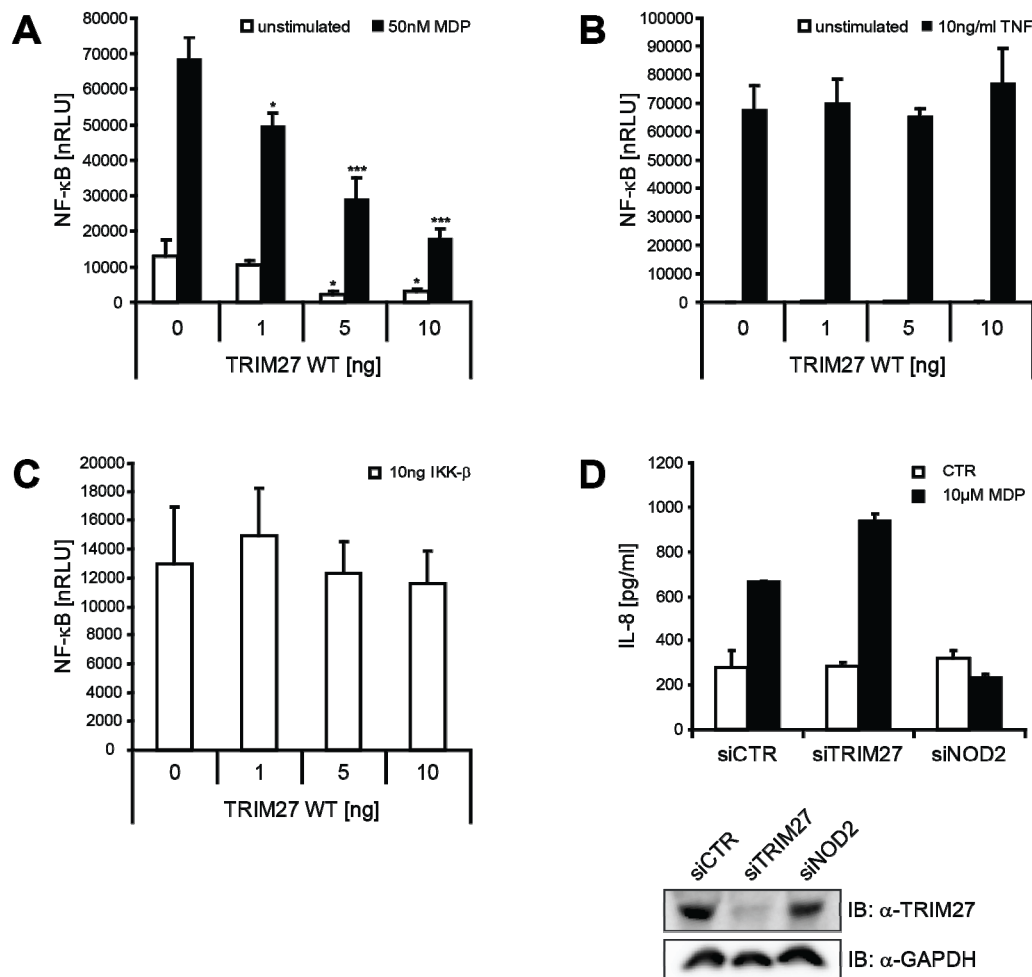 A
unstimulated 50nM MDP
NF-κB [nRLU]
80000
70000
60000
50000
40000
30000
20000
10000
0
*
***
***
*
*
0 1 5 10
TRIM27 WT [ng]
B
unstimulated 10ng/ml TNF
NF-κB [nRLU]
100000
90000
80000
70000
60000
50000
40000
30000
20000
10000
0
0 1 5 10
TRIM27 WT [ng]
C
10ng IKK-β
NF-κB [nRLU]
20000
18000
16000
14000
12000
10000
8000
6000
4000
2000
0
0 1 5 10
TRIM27 WT [ng]
D
CTR
10µM MDP
IL-8 [pg/ml]
1200
1000
800
600
400
200
0
siCTR siTRIM27 siNOD2
siCTR siTRIM27 siNOD2
IB: α-TRIM27
IB: α-GAPDH